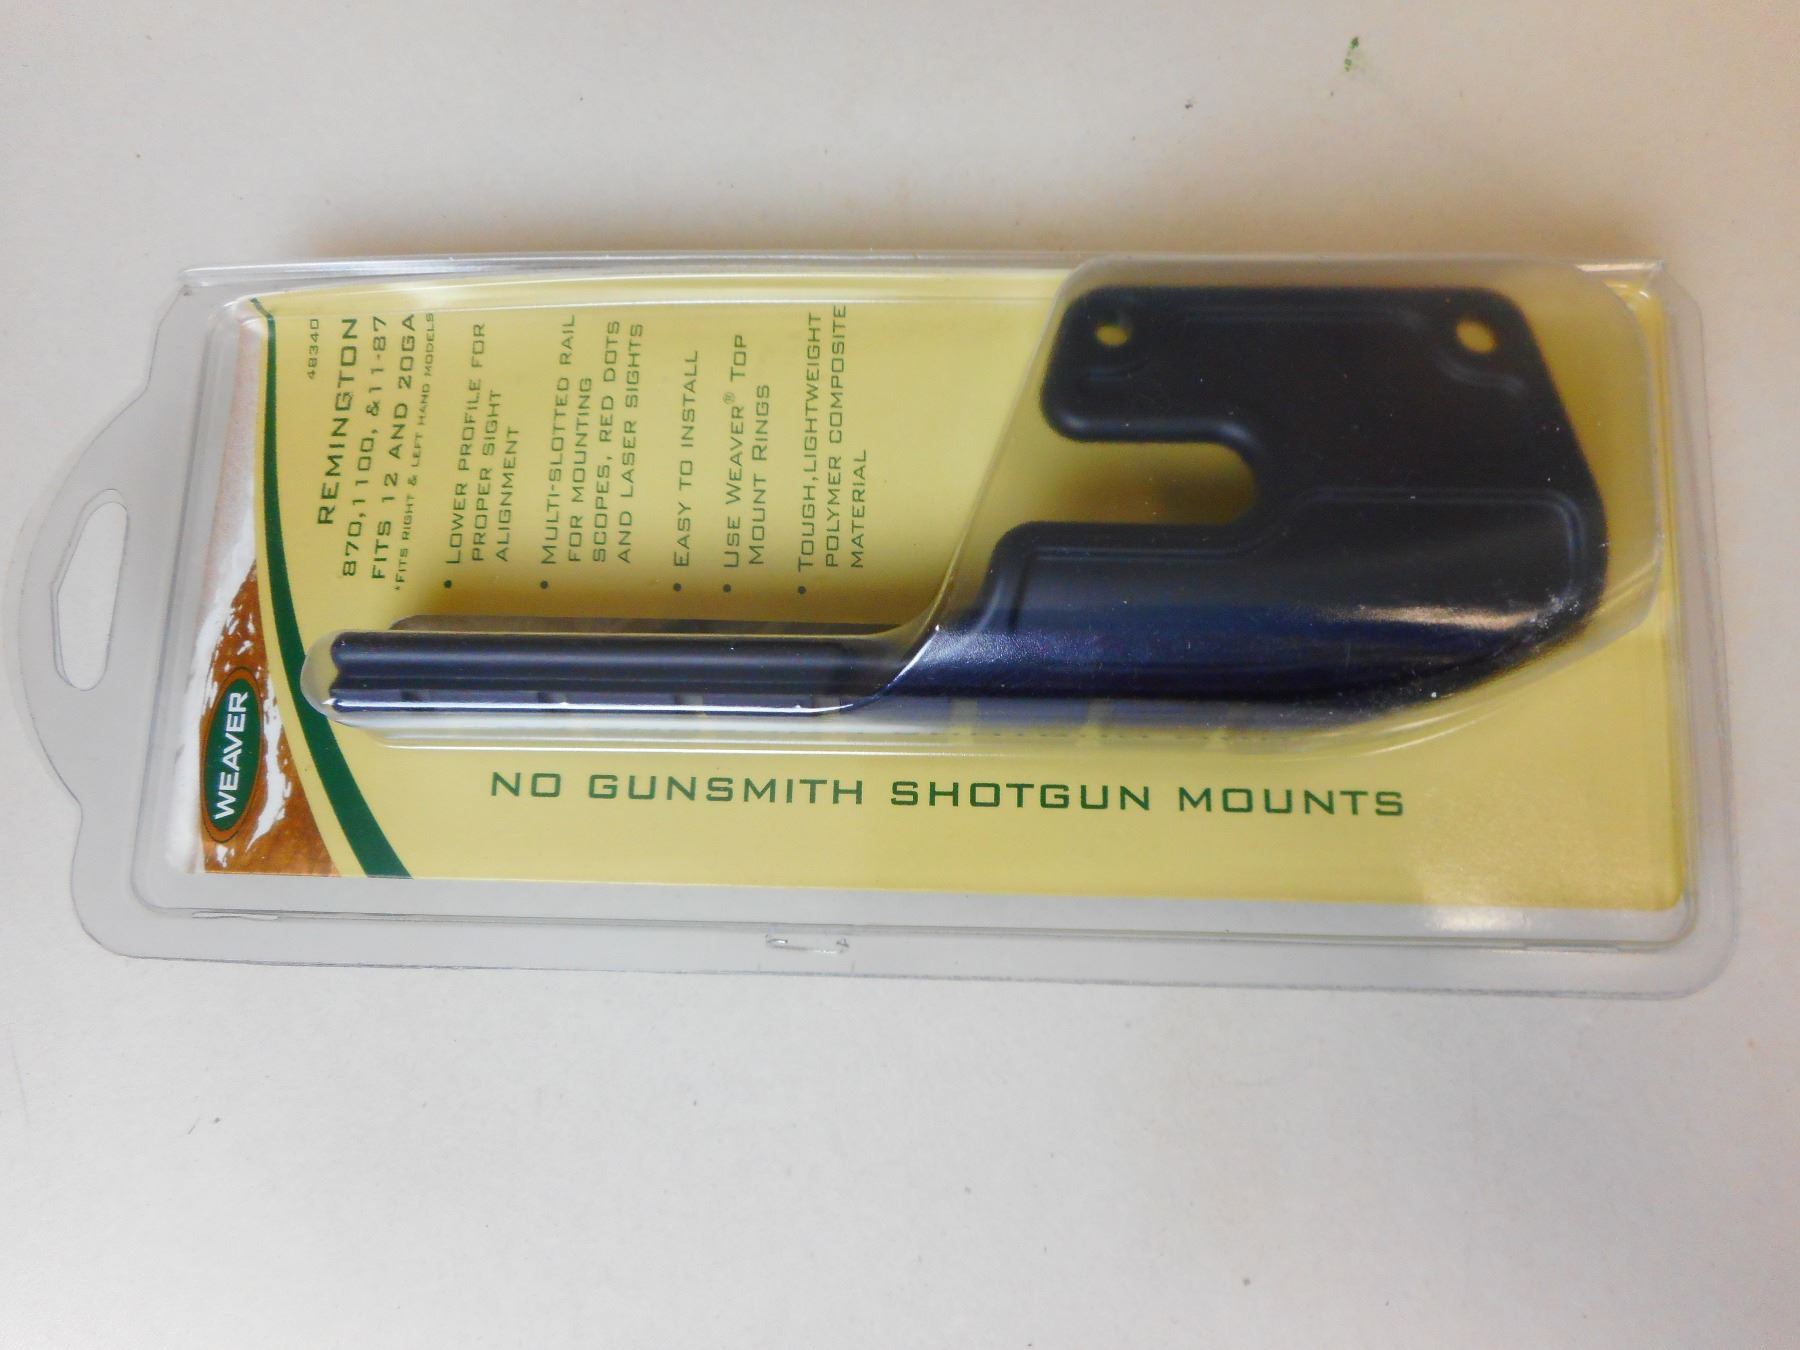 48340
REMINGTON
870, 1100, & 11-87
FITS 12 AND 20GA
*FITS RIGHT & LEFT HAND MODELS
• LOWER PROFILE FOR
PROPER SIGHT
ALIGNMENT
• MULTI-SLOTTED RAIL
FOR MOUNTING
SCOPES, RED DOTS
AND LASER SIGHTS
• EASY TO INSTALL
• USE WEAVER® TOP
MOUNT RINGS
• TOUGH, LIGHTWEIGHT
POLYMER COMPOSITE
MATERIAL
WEAVER
NO GUNSMITH SHOTGUN MOUNTS